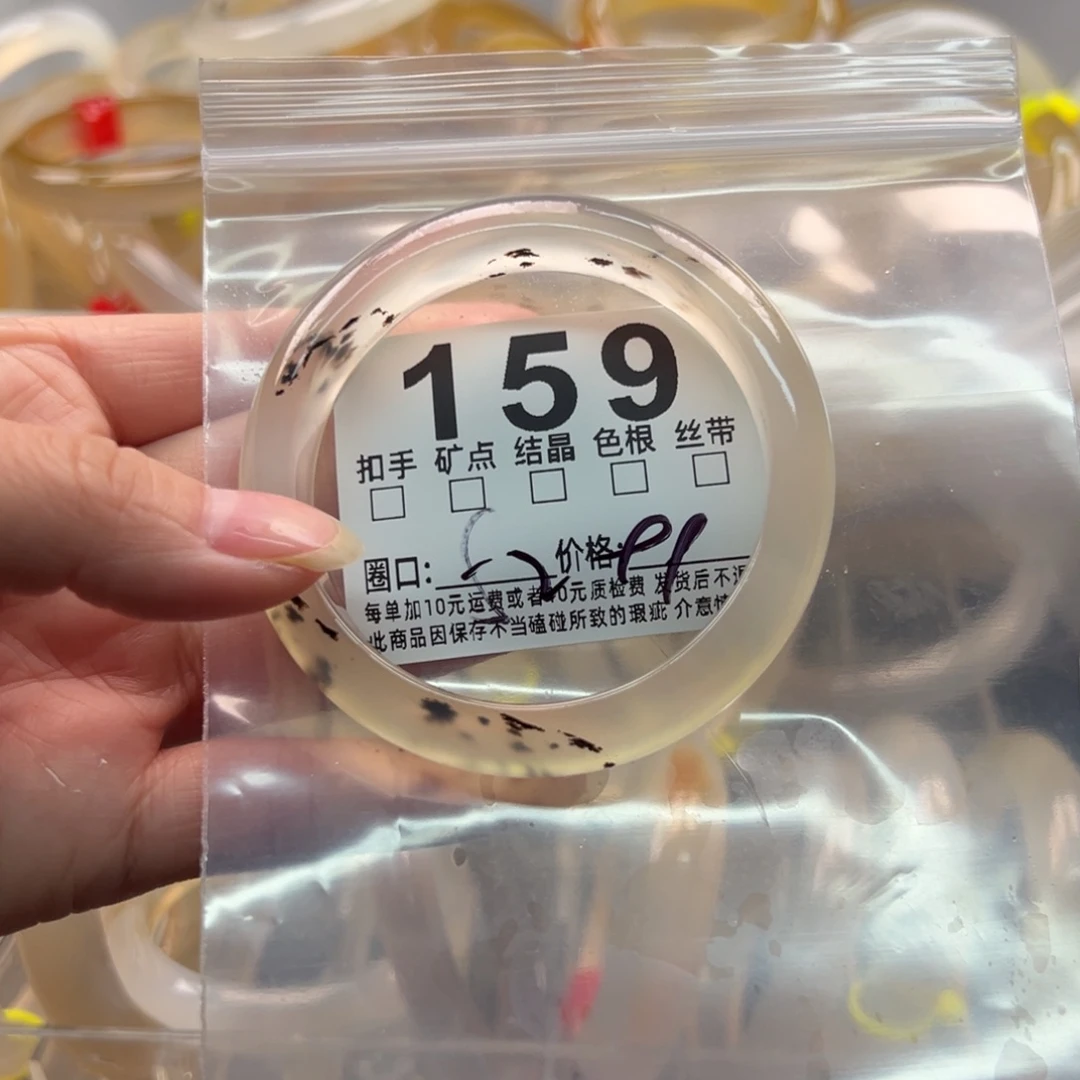 159
扣手 矿点 结晶 色根 丝带
□ □ □ □ □
圈口: 价格:
每单加10元运费或者10元质检费 发货后不退
此商品因保存不当磕碰所致的瑕疵 介意慎